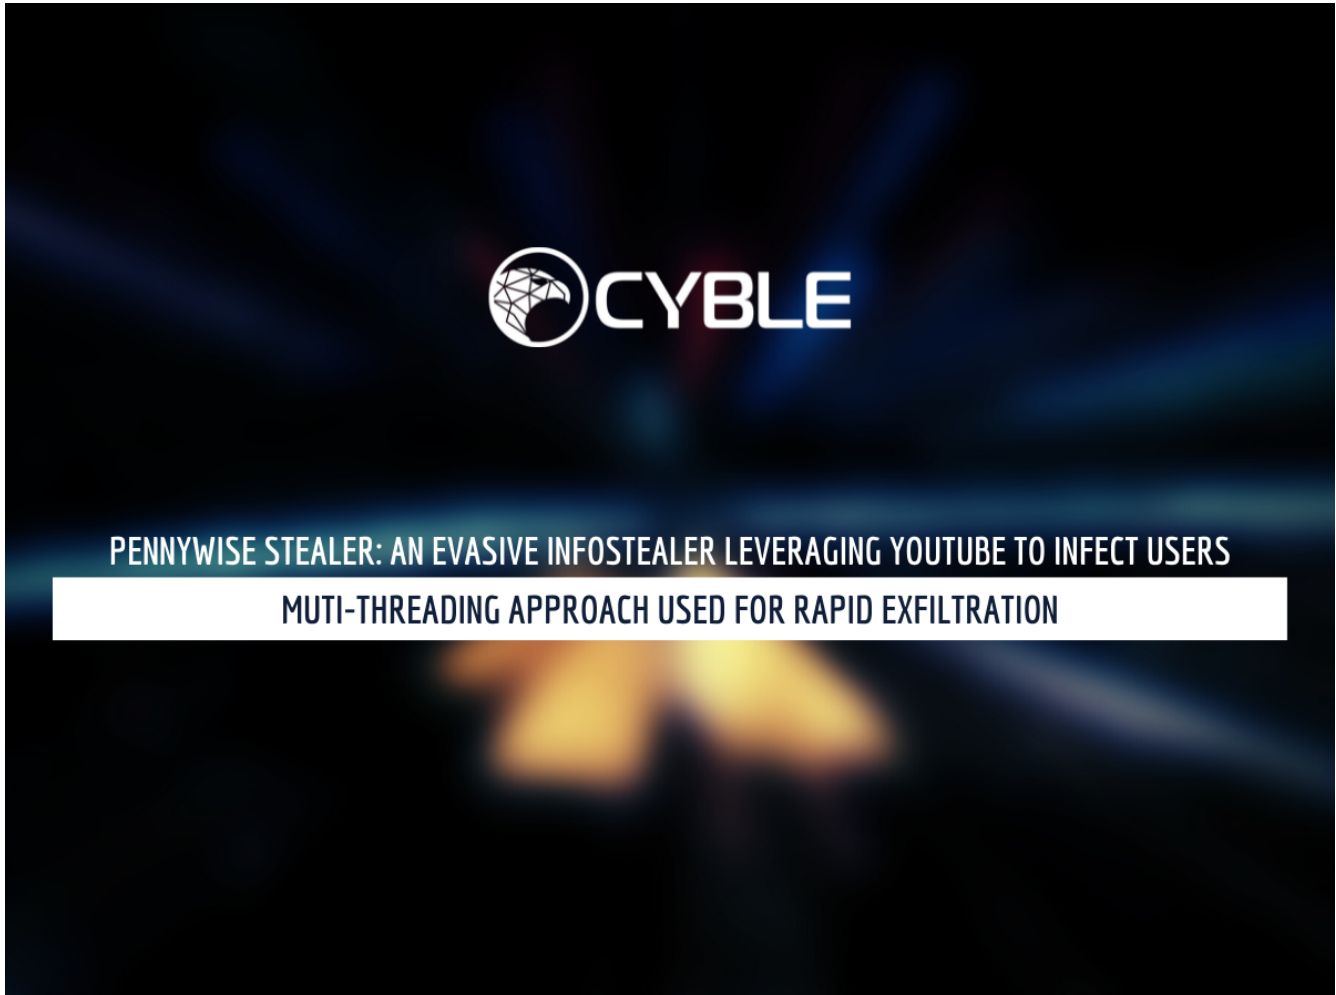 CYBLE
PENNYWISE STEALER: AN EVASIVE INFOSTEALER LEVERAGING YOUTUBE TO INFECT USERS
MUTI-THREADING APPROACH USED FOR RAPID EXFILTRATION